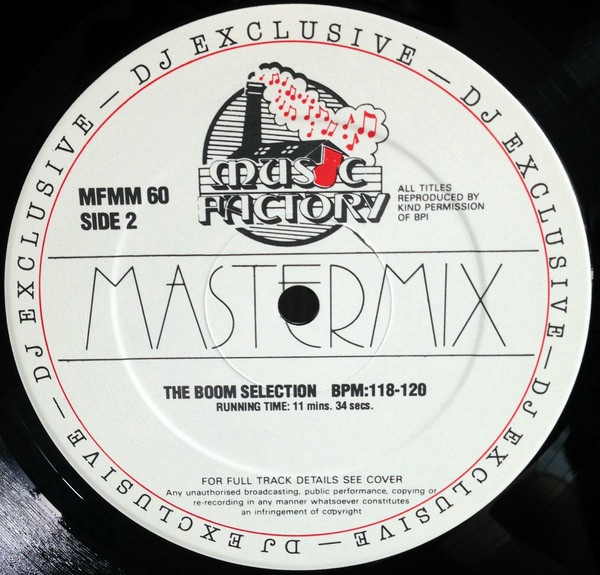 DJ EXCLUSIVE — DJ EXCLUSIVE — DJ EXCLUSIVE — DJ EXCLUSIVE — DJ EXCLUSIVE — DJ EXCLUSIVE —
MUSIC
FACTORY
MFMM 60
SIDE 2
ALL TITLES
REPRODUCED BY
KIND PERMISSION
OF BPI
MASTERMIX
THE BOOM SELECTION BPM:118-120
RUNNING TIME: 11 mins. 34 secs.
FOR FULL TRACK DETAILS SEE COVER
Any unauthorised broadcasting, public performance, copying or
re-recording in any manner whatsoever constitutes
an infringement of copyright